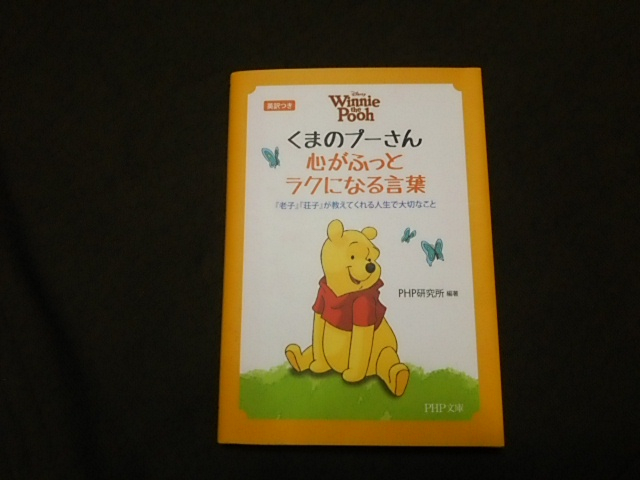 英訳つき
Disney
Winnie
the
Pooh
くまのプーさん
心がふっと
ラクになる言葉
『老子』『荘子』が教えてくれる人生で大切なこと
PHP研究所 編著
PHP文庫